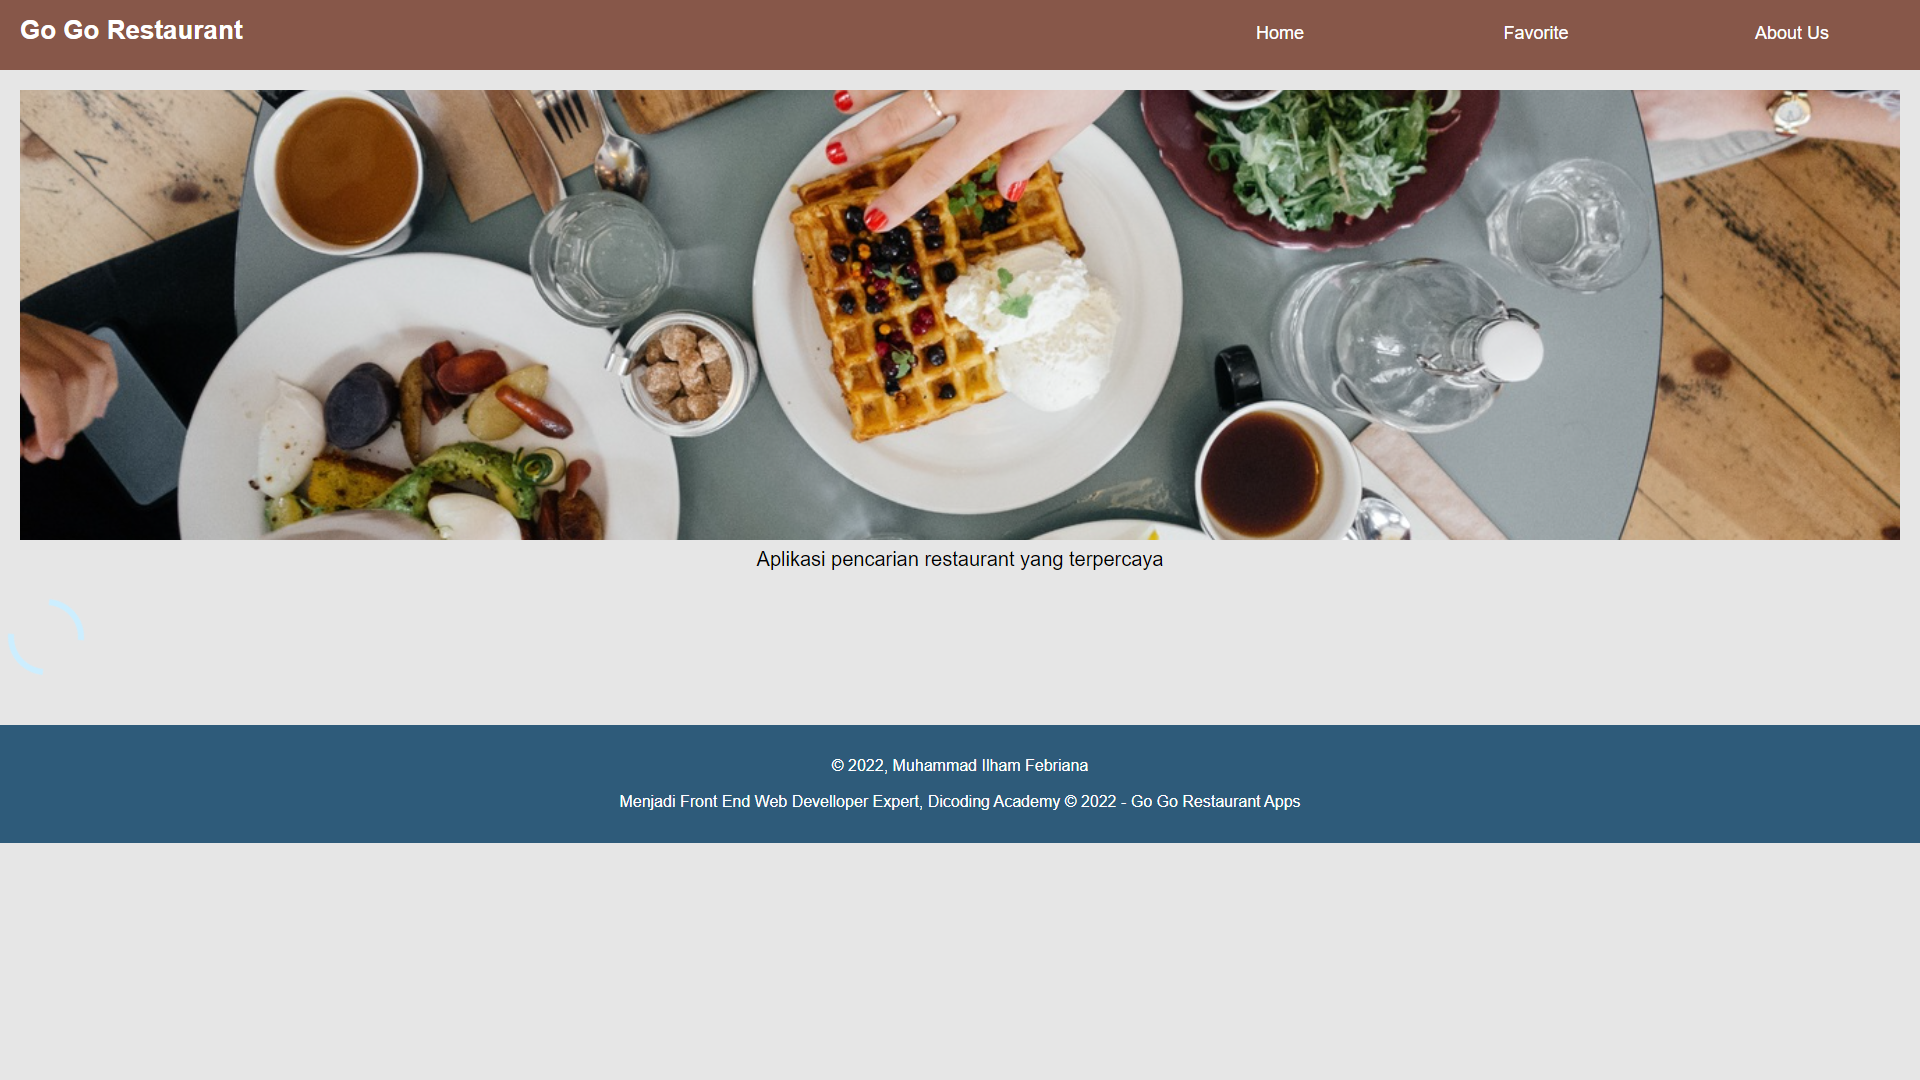 Go Go Restaurant
Home
Favorite
About Us
Aplikasi pencarian restaurant yang terpercaya
© 2022, Muhammad Ilham Febriana
Menjadi Front End Web Develloper Expert, Dicoding Academy © 2022 - Go Go Restaurant Apps